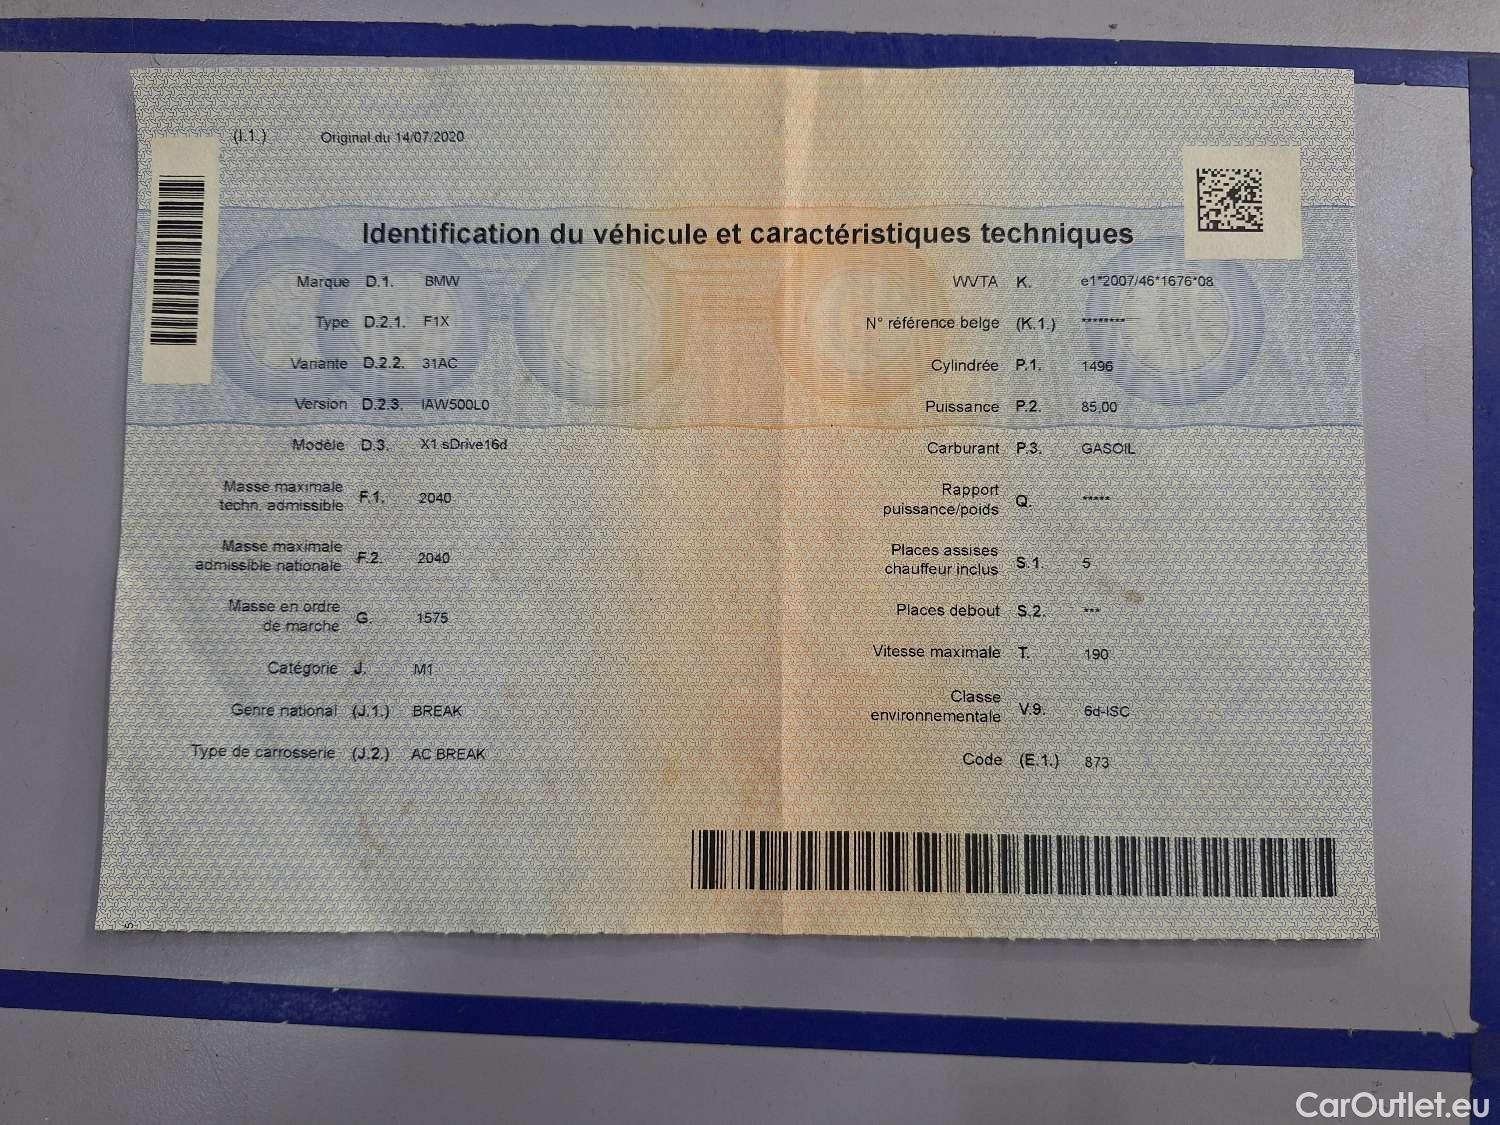 (I.1.) Original du 14/07/2020
Identification du véhicule et caractéristiques techniques
Marque D.1. BMW
Type D.2.1. F1X
Variante D.2.2. 31AC
Version D.2.3. IAW500L0
Modèle D.3. X1 sDrive16d
Masse maximale
techn. admissible F.1. 2040
Masse maximale
admissible nationale F.2. 2040
Masse en ordre
de marche G. 1575
Catégorie J. M1
Genre national (J.1.) BREAK
Type de carrosserie (J.2.) AC BREAK
WVTA K. e1*2007/46*1676*08
N° référence belge (K.1.) ********
Cylindrée P.1. 1496
Puissance P.2. 85,00
Carburant P.3. GASOIL
Rapport
puissance/poids Q. *****
Places assises
chauffeur inclus S.1. 5
Places debout S.2. ***
Vitesse maximale T. 190
Classe
environnementale V.9. 6d-ISC
Code (E.1.) 873
5
CarOutlet.eu